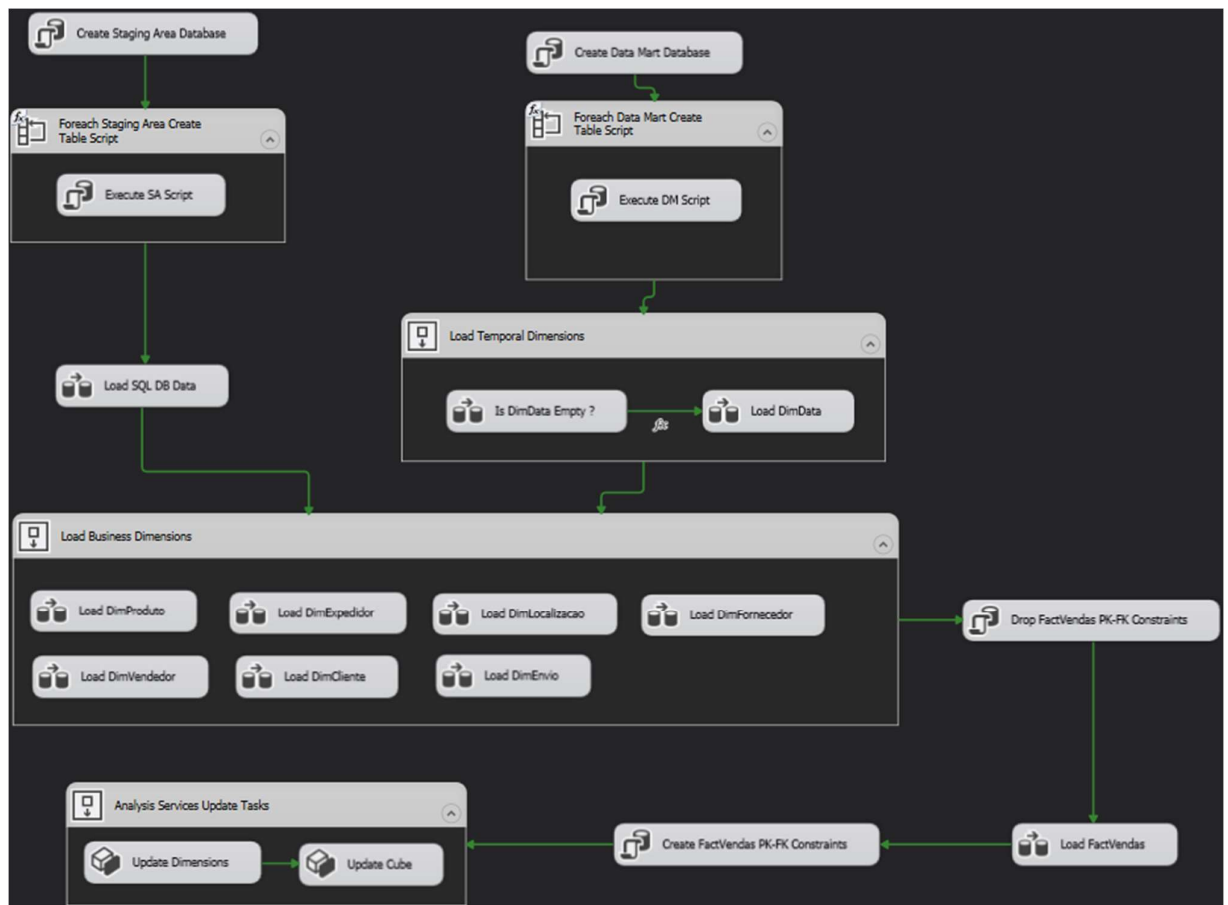 Create Staging Area Database
Create Data Mart Database
Foreach Staging Area Create
Table Script
Foreach Data Mart Create
Table Script
Execute SA Script
Execute DM Script
Load Temporal Dimensions
Load SQL DB Data
Is DimData Empty ?
Load DimData
fx
Load Business Dimensions
Load DimProduto
Load DimExpedidor
Load DimLocalizacao
Load DimFornecedor
Drop FactVendas PK-FK Constraints
Load DimVendedor
Load DimCliente
Load DimEnvio
Analysis Services Update Tasks
Update Dimensions
Update Cube
Create FactVendas PK-FK Constraints
Load FactVendas